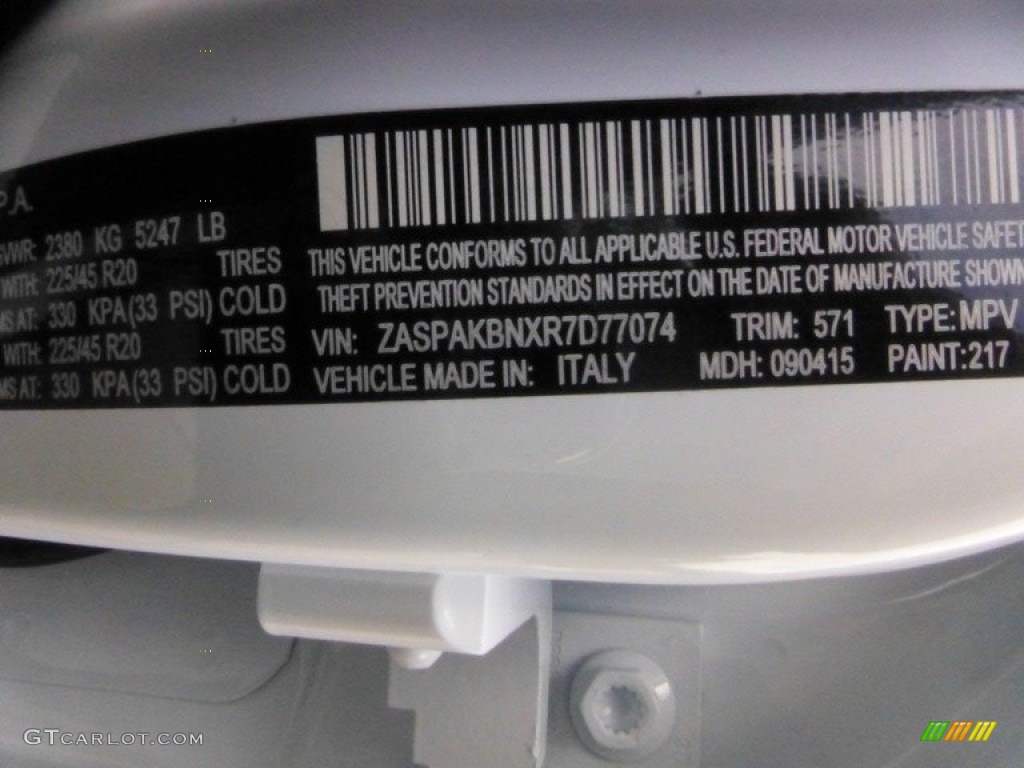 P.A.
GVWR: 2380 KG 5247 LB
WITH: 225/45 R20 TIRES
MS AT: 330 KPA(33 PSI) COLD
WITH: 225/45 R20 TIRES
MS AT: 330 KPA(33 PSI) COLD
THIS VEHICLE CONFORMS TO ALL APPLICABLE U.S. FEDERAL MOTOR VEHICLE SAFET
THEFT PREVENTION STANDARDS IN EFFECT ON THE DATE OF MANUFACTURE SHOWN
VIN: ZASPAKBNXR7D77074 TRIM: 571 TYPE: MPV
VEHICLE MADE IN: ITALY MDH: 090415 PAINT: 217
GTCARLOT.COM